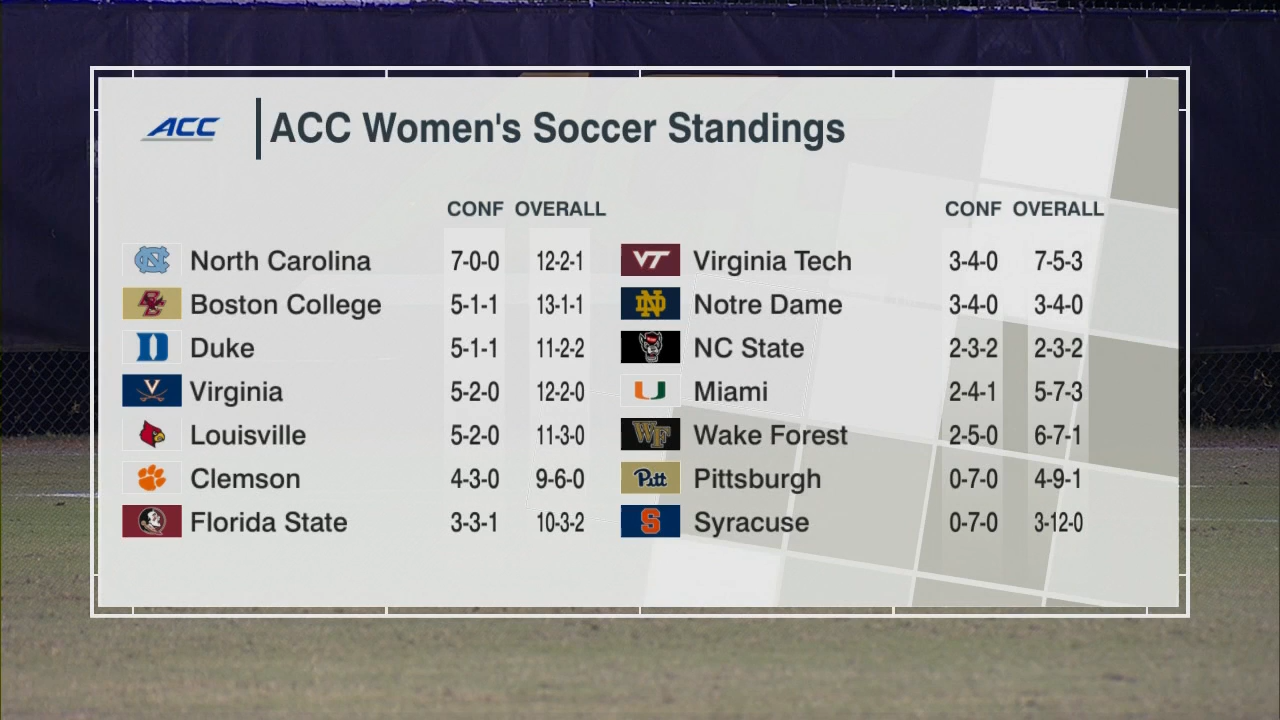 ACC
ACC Women's Soccer Standings
CONF OVERALL
North Carolina 7-0-0 12-2-1
Boston College 5-1-1 13-1-1
Duke 5-1-1 11-2-2
Virginia 5-2-0 12-2-0
Louisville 5-2-0 11-3-0
Clemson 4-3-0 9-6-0
Florida State 3-3-1 10-3-2
CONF OVERALL
VT Virginia Tech 3-4-0 7-5-3
ND Notre Dame 3-4-0 3-4-0
NC State 2-3-2 2-3-2
U Miami 2-4-1 5-7-3
WF Wake Forest 2-5-0 6-7-1
Pitt Pittsburgh 0-7-0 4-9-1
S Syracuse 0-7-0 3-12-0